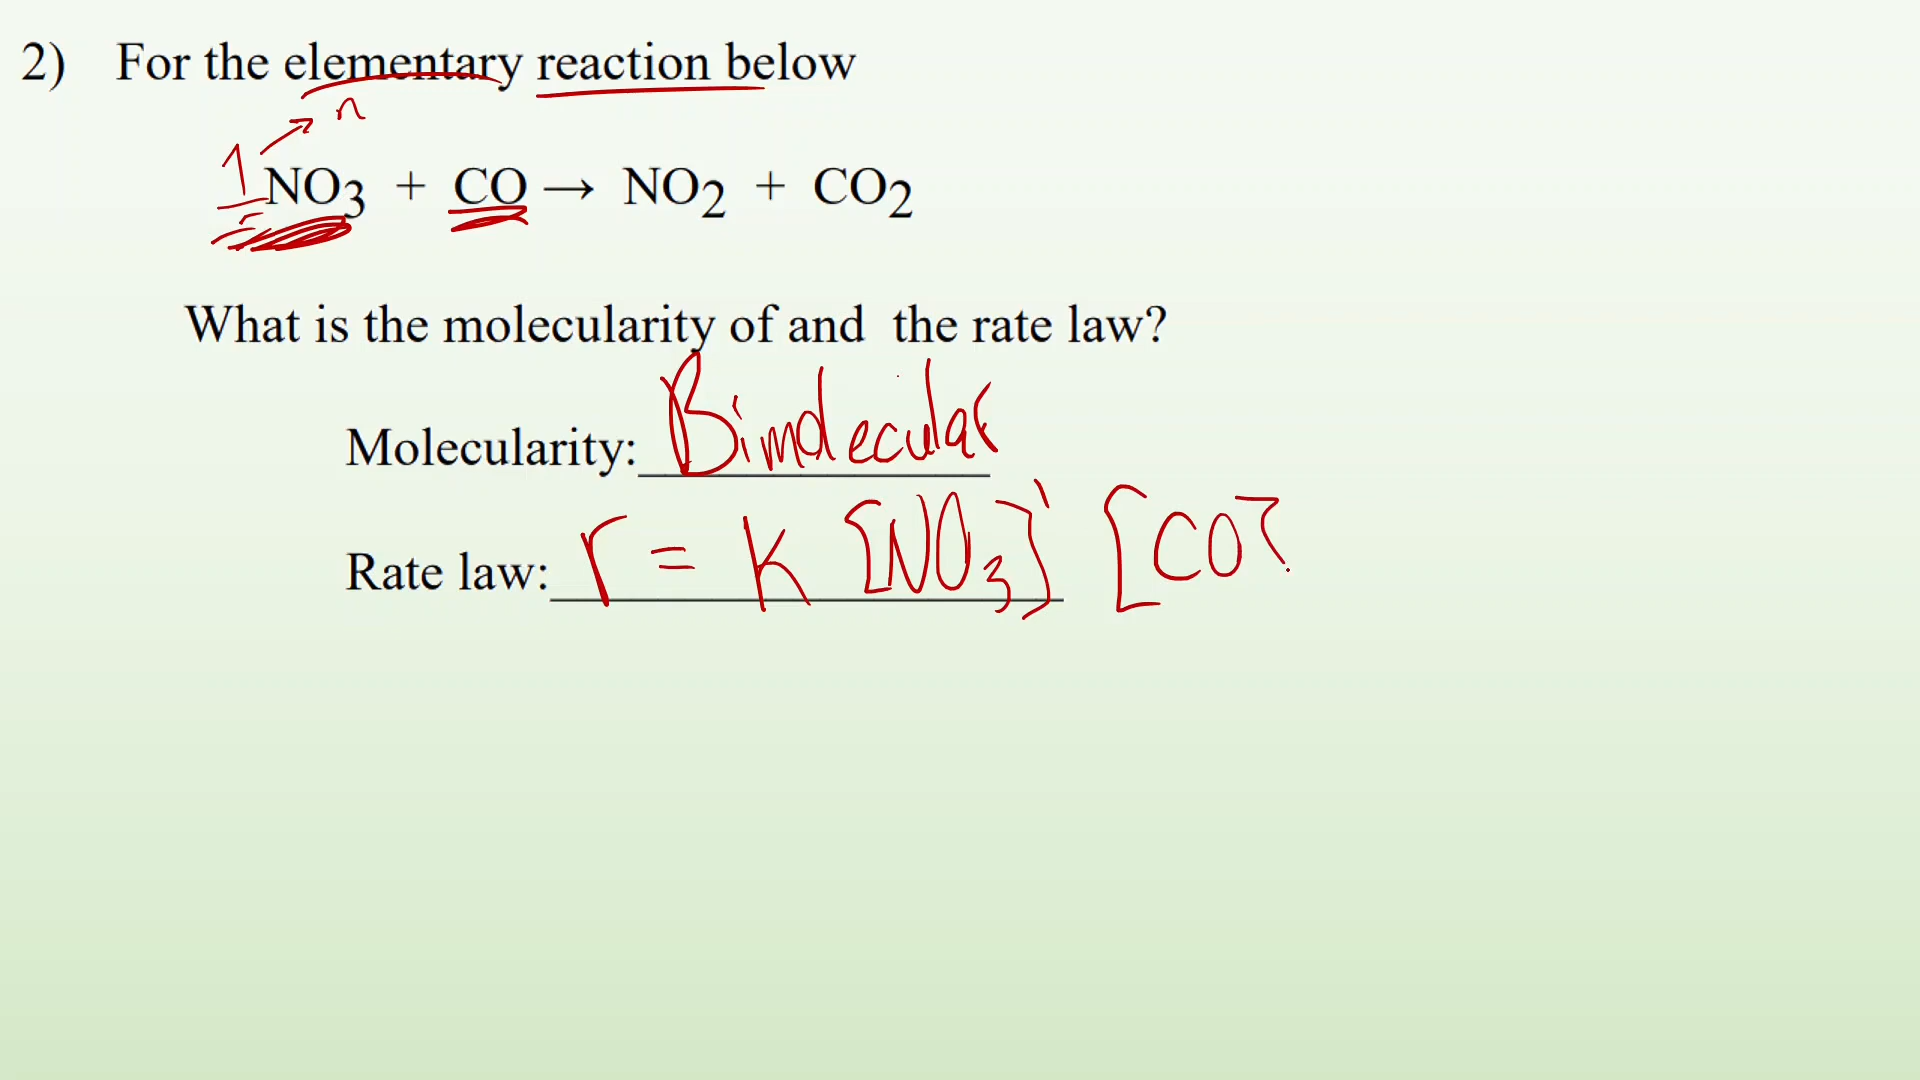 2) For the elementary reaction below
n
1 NO3 + CO → NO2 + CO2
What is the molecularity of and the rate law?
Molecularity: Bimolecular
Rate law: r = K [NO3]1 [CO]